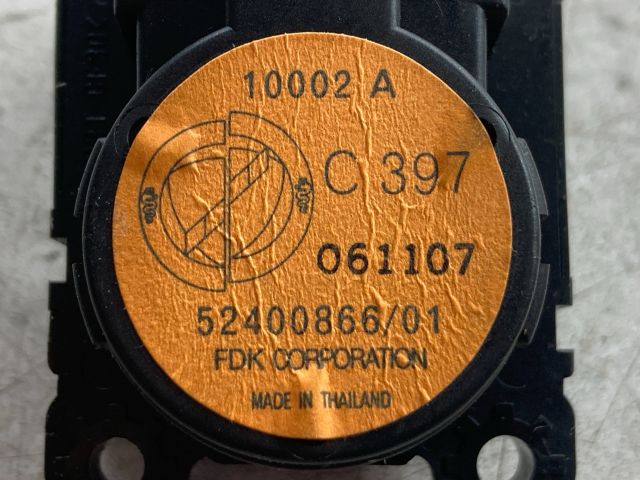 10002 A
C 397
061107
52400866/01
FDK CORPORATION
MADE IN THAILAND